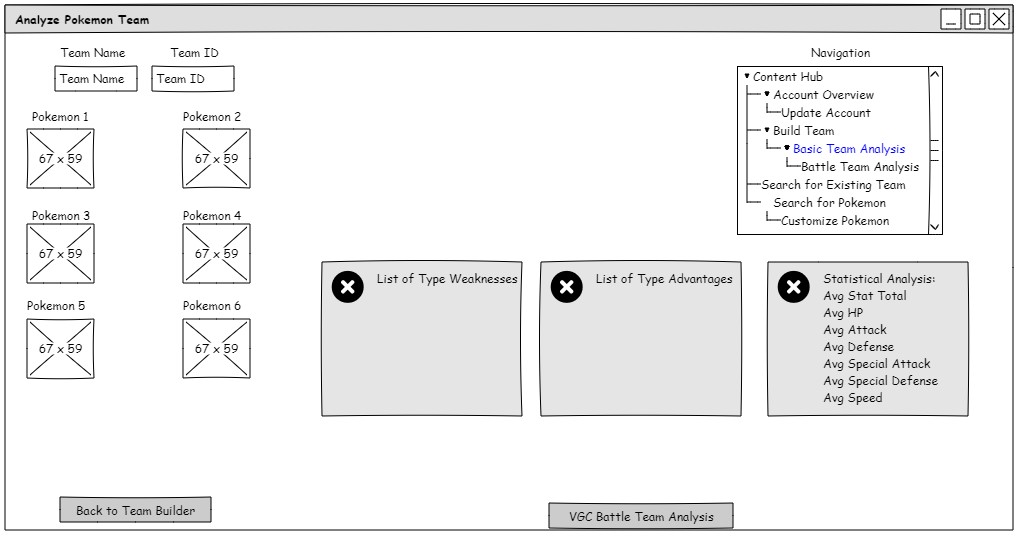 Analyze Pokemon Team
Team Name
Team ID
Team Name
Team ID
Pokemon 1
Pokemon 2
67 x 59
67 x 59
Pokemon 3
Pokemon 4
67 x 59
67 x 59
Pokemon 5
Pokemon 6
67 x 59
67 x 59
Navigation
Content Hub
Account Overview
Update Account
Build Team
Basic Team Analysis
Battle Team Analysis
Search for Existing Team
Search for Pokemon
Customize Pokemon
List of Type Weaknesses
List of Type Advantages
Statistical Analysis:
Avg Stat Total
Avg HP
Avg Attack
Avg Defense
Avg Special Attack
Avg Special Defense
Avg Speed
Back to Team Builder
VGC Battle Team Analysis